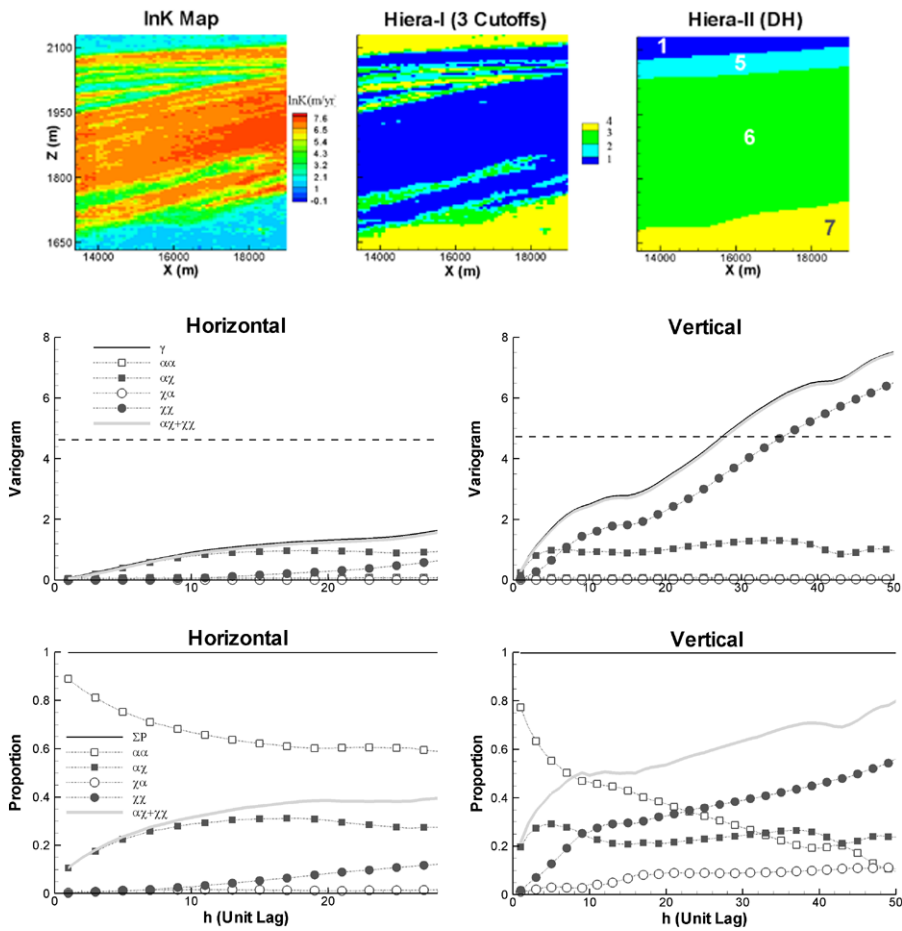 lnK Map
Hiera-I (3 Cutoffs)
Hiera-II (DH)
2100
1950
1800
1650
Z (m)
14000 16000 18000
X (m)
lnK(m/yr)
7.6
6
5.3
4.2
3.1
2
1
-0.1
14000 16000 18000
X (m)
4
3
2
1
1
5
6
7
14000 16000 18000
X (m)
Horizontal
8
6
4
2
0
Variogram
γ
αα
αχ
χα
χχ
αχ+χχ
0 10 20
Vertical
8
6
4
2
0
Variogram
0 10 20 30 40 50
Horizontal
1
0.8
0.6
0.4
0.2
0
Proportion
ΣP
αα
αχ
χα
χχ
αχ+χχ
0 10 20
h (Unit Lag)
Vertical
1
0.8
0.6
0.4
0.2
0
Proportion
0 10 20 30 40 50
h (Unit Lag)